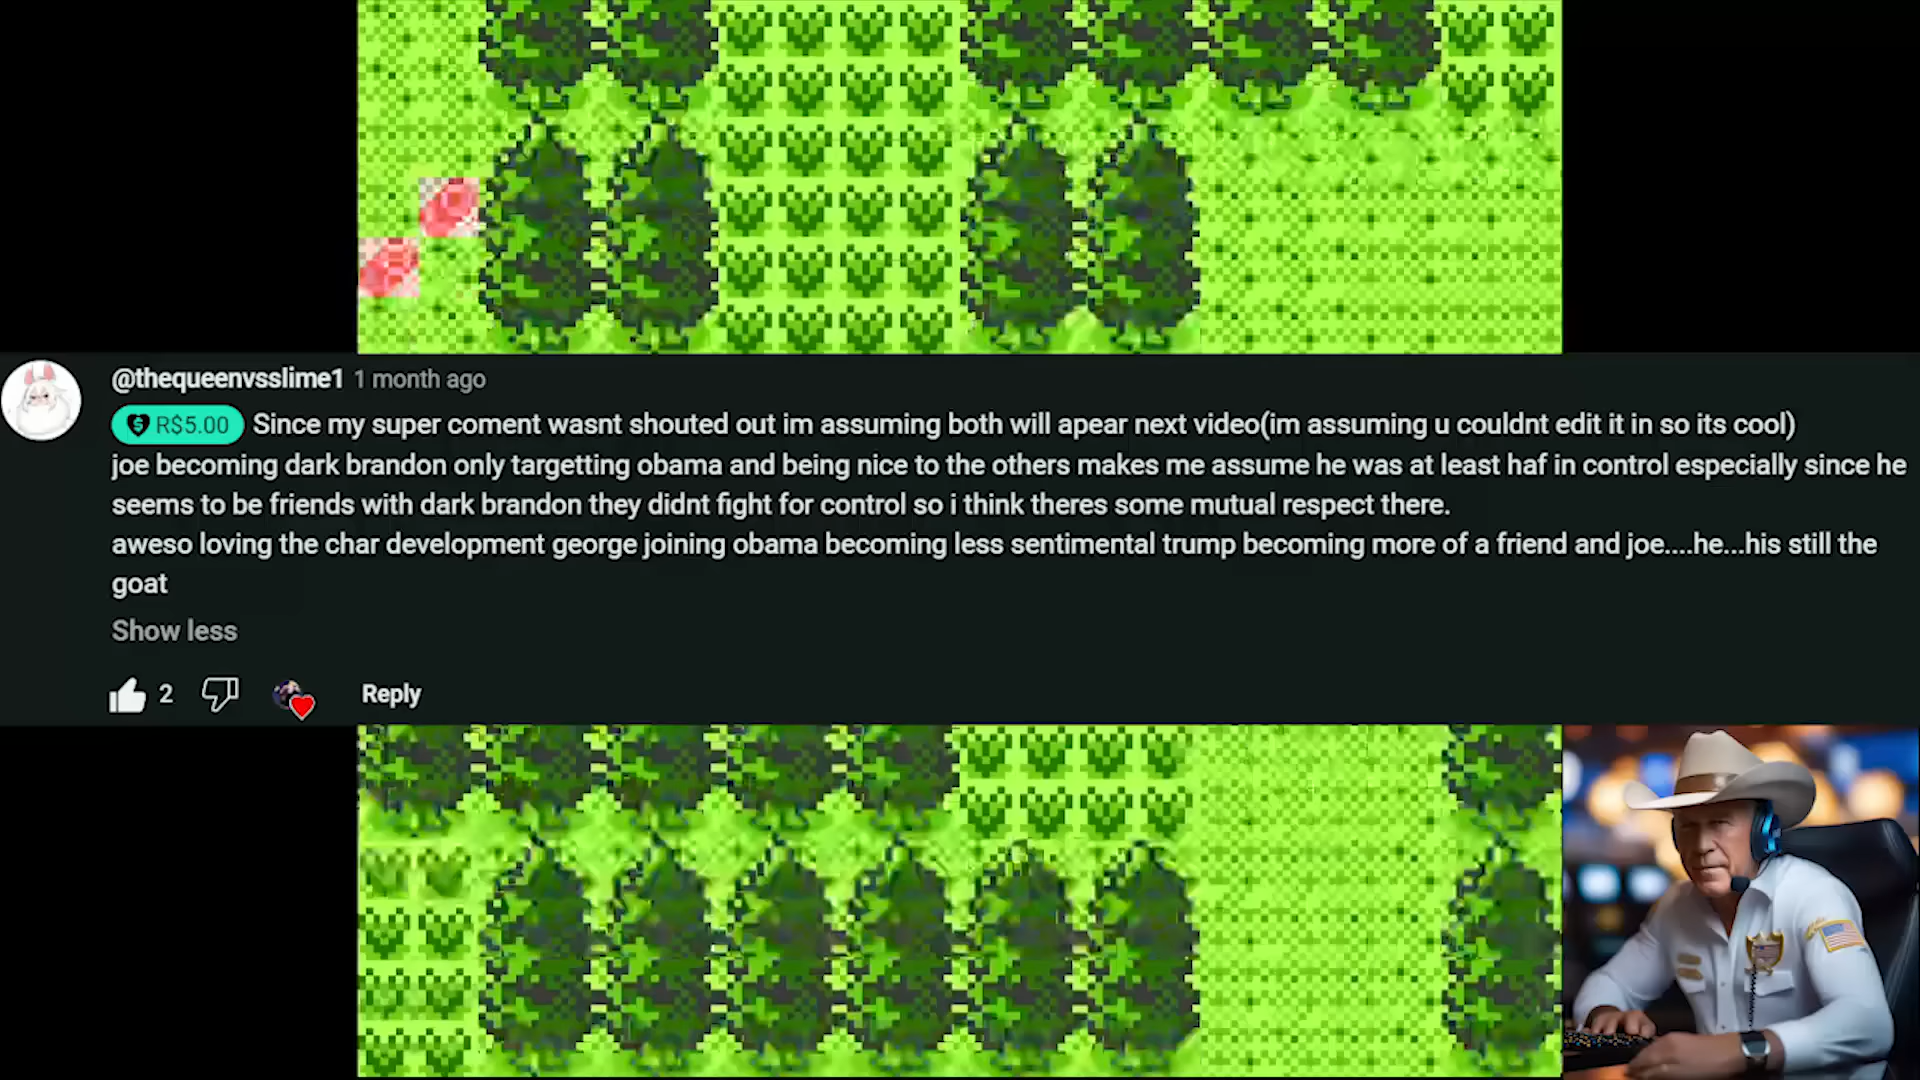 @thequeenvsslime1 1 month ago
R$5.00 Since my super coment wasnt shouted out im assuming both will apear next video(im assuming u couldnt edit it in so its cool)
joe becoming dark brandon only targetting obama and being nice to the others makes me assume he was at least haf in control especially since he
seems to be friends with dark brandon they didnt fight for control so i think theres some mutual respect there.
aweso loving the char development george joining obama becoming less sentimental trump becoming more of a friend and joe....he...his still the
goat
Show less
2 Reply